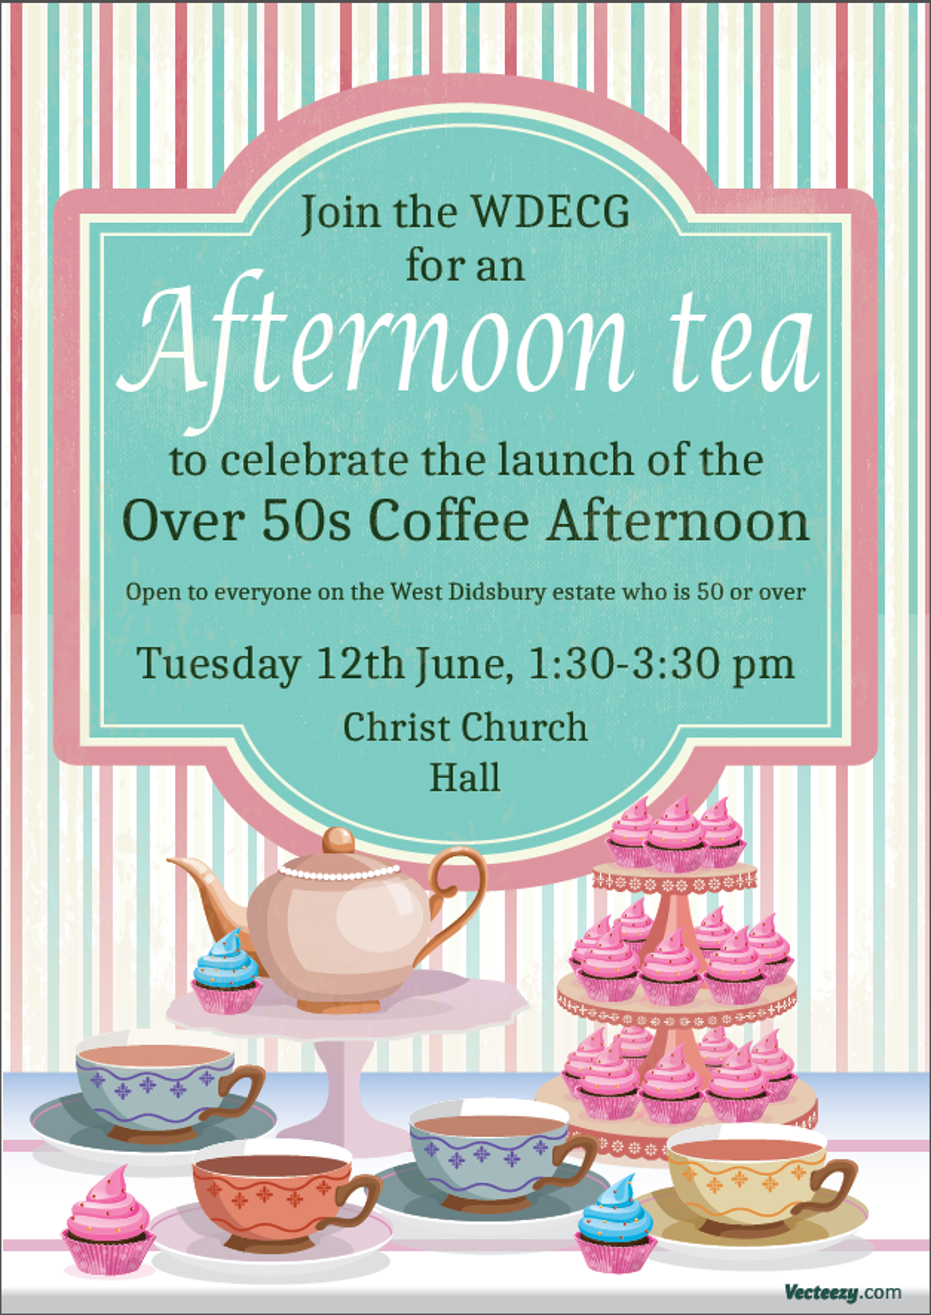 Join the WDECG
for an
Afternoon tea
to celebrate the launch of the
Over 50s Coffee Afternoon
Open to everyone on the West Didsbury estate who is 50 or over
Tuesday 12th June, 1:30-3:30 pm
Christ Church
Hall
Vecteezy.com